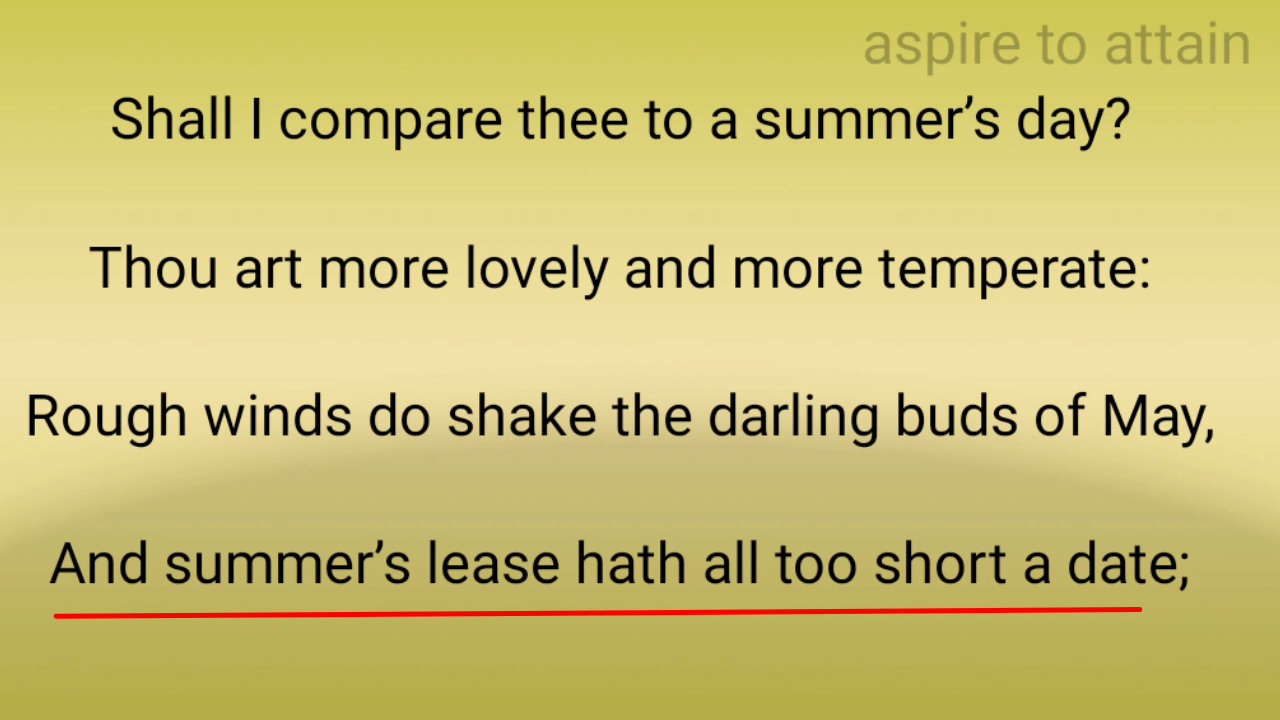 aspire to attain
Shall I compare thee to a summer’s day?
Thou art more lovely and more temperate:
Rough winds do shake the darling buds of May,
And summer’s lease hath all too short a date;